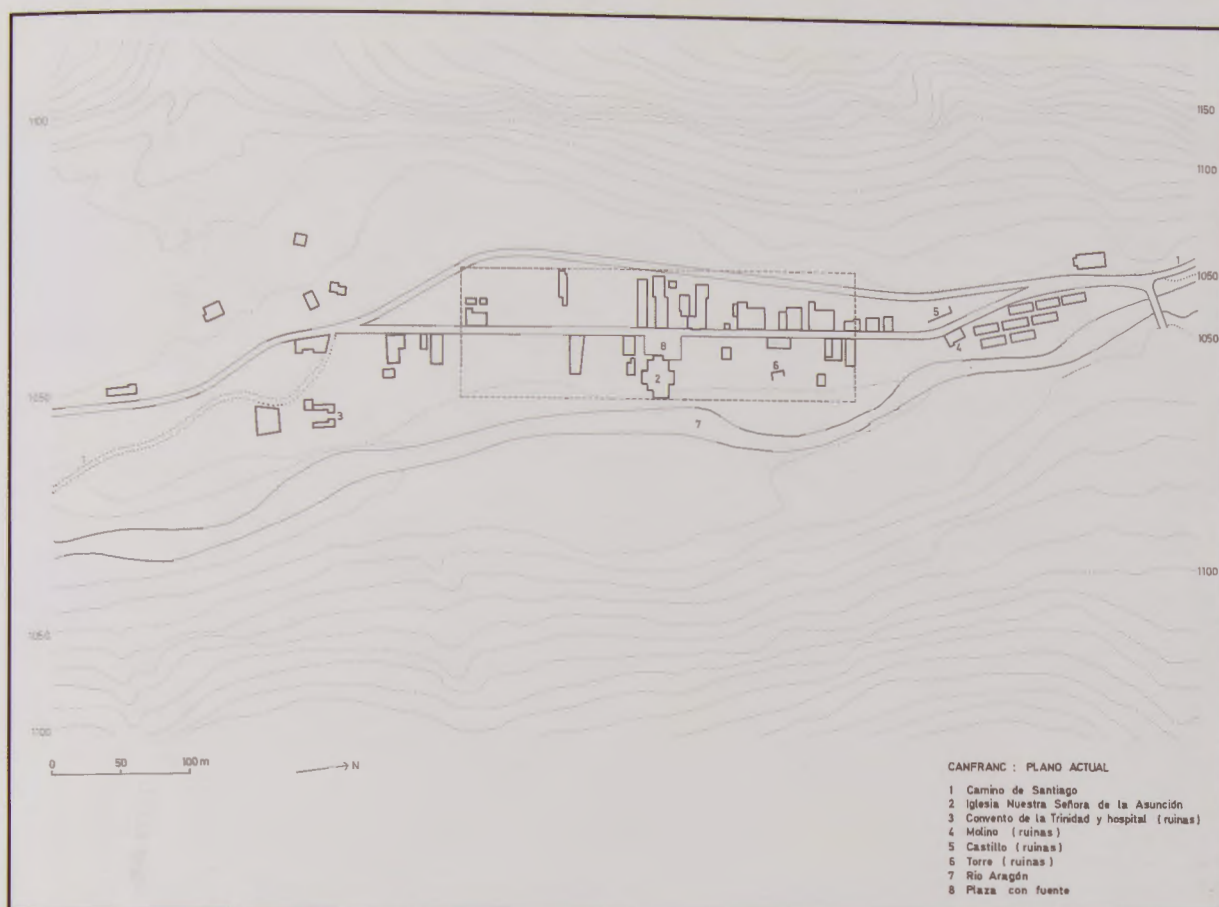 1150
1100
1100
1
1050
1050
5
4
8
2
6
1050
3
7
1
1100
1050
1100
0 50 100 m
N
CANFRANC : PLANO ACTUAL
1 Camino de Santiago
2 Iglesia Nuestra Señora de la Asunción
3 Convento de la Trinidad y hospital ( ruinas)
4 Molino ( ruinas)
5 Castillo ( ruinas)
6 Torre ( ruinas)
7 Rio Aragón
8 Plaza con fuente